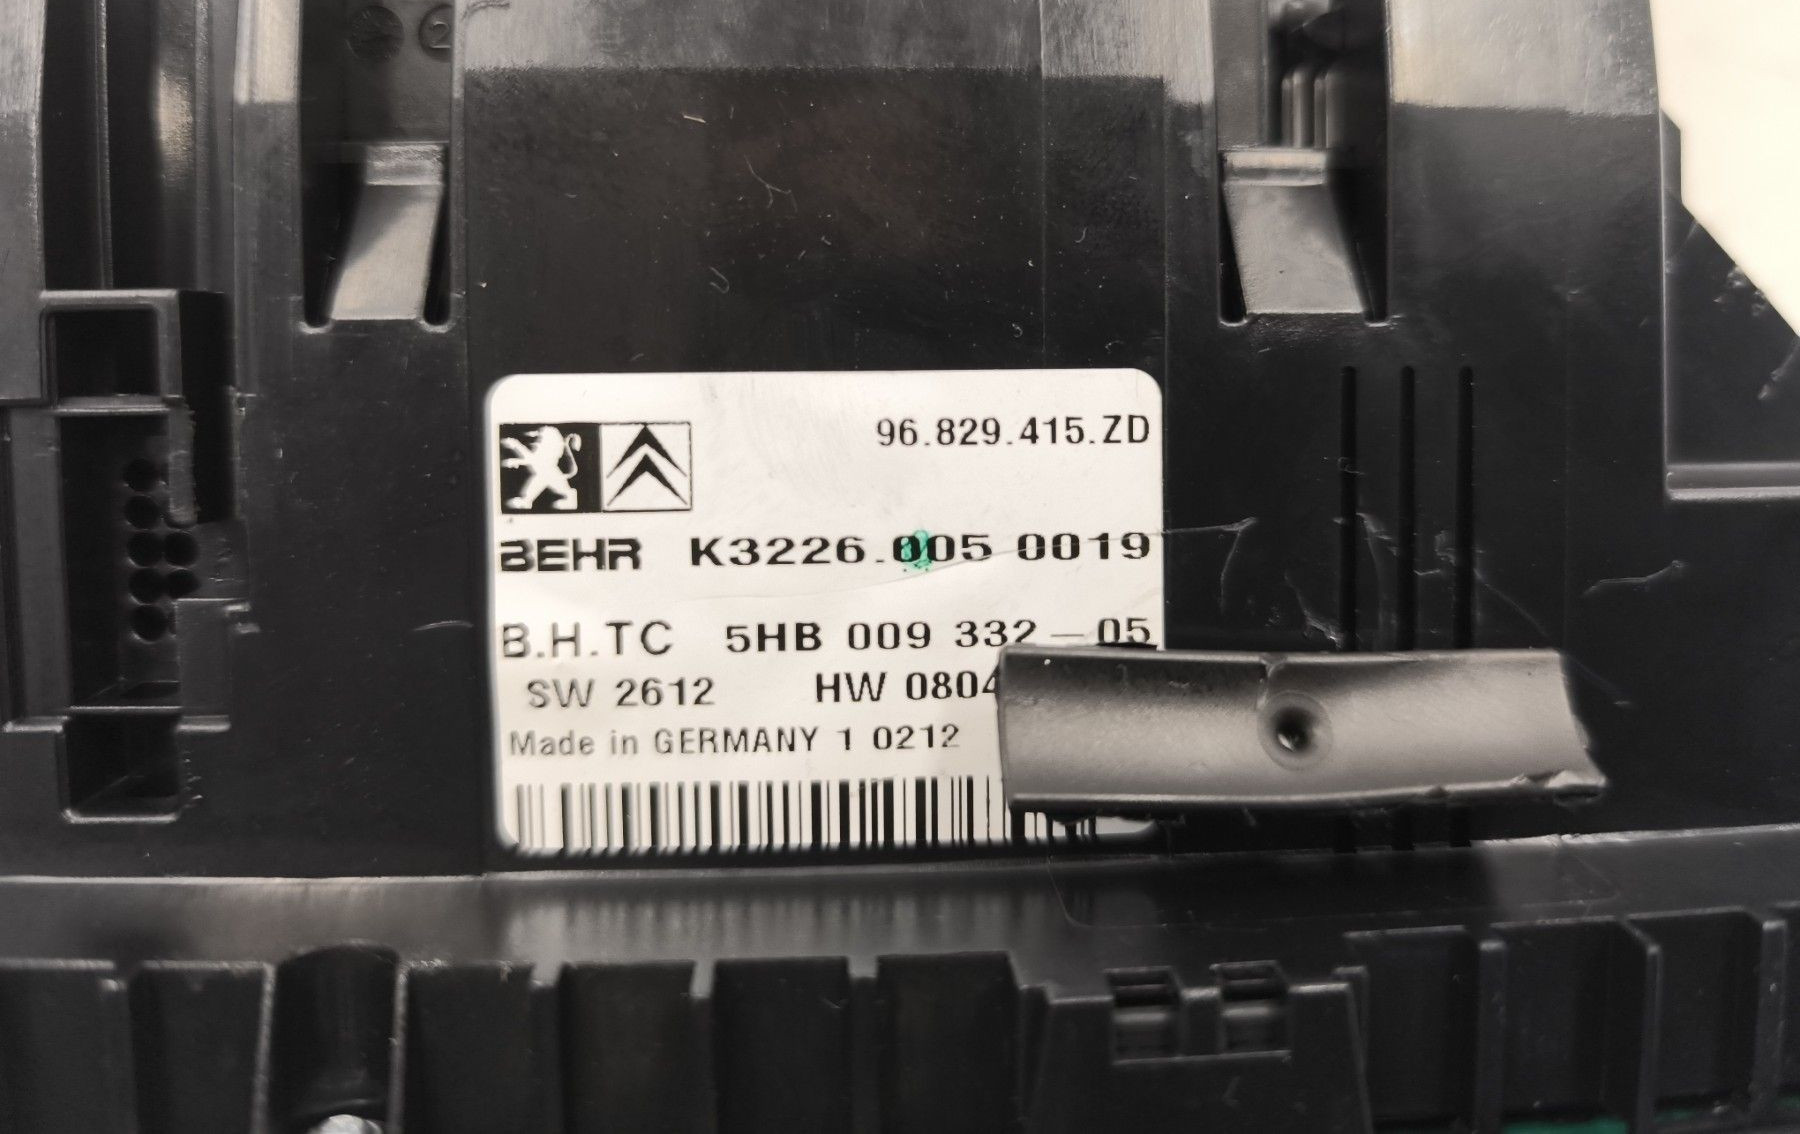 96.829.415.ZD
BEHR K3226.005 0019
B.H.TC 5HB 009 332-05
SW 2612 HW 0804
Made in GERMANY 1 0212